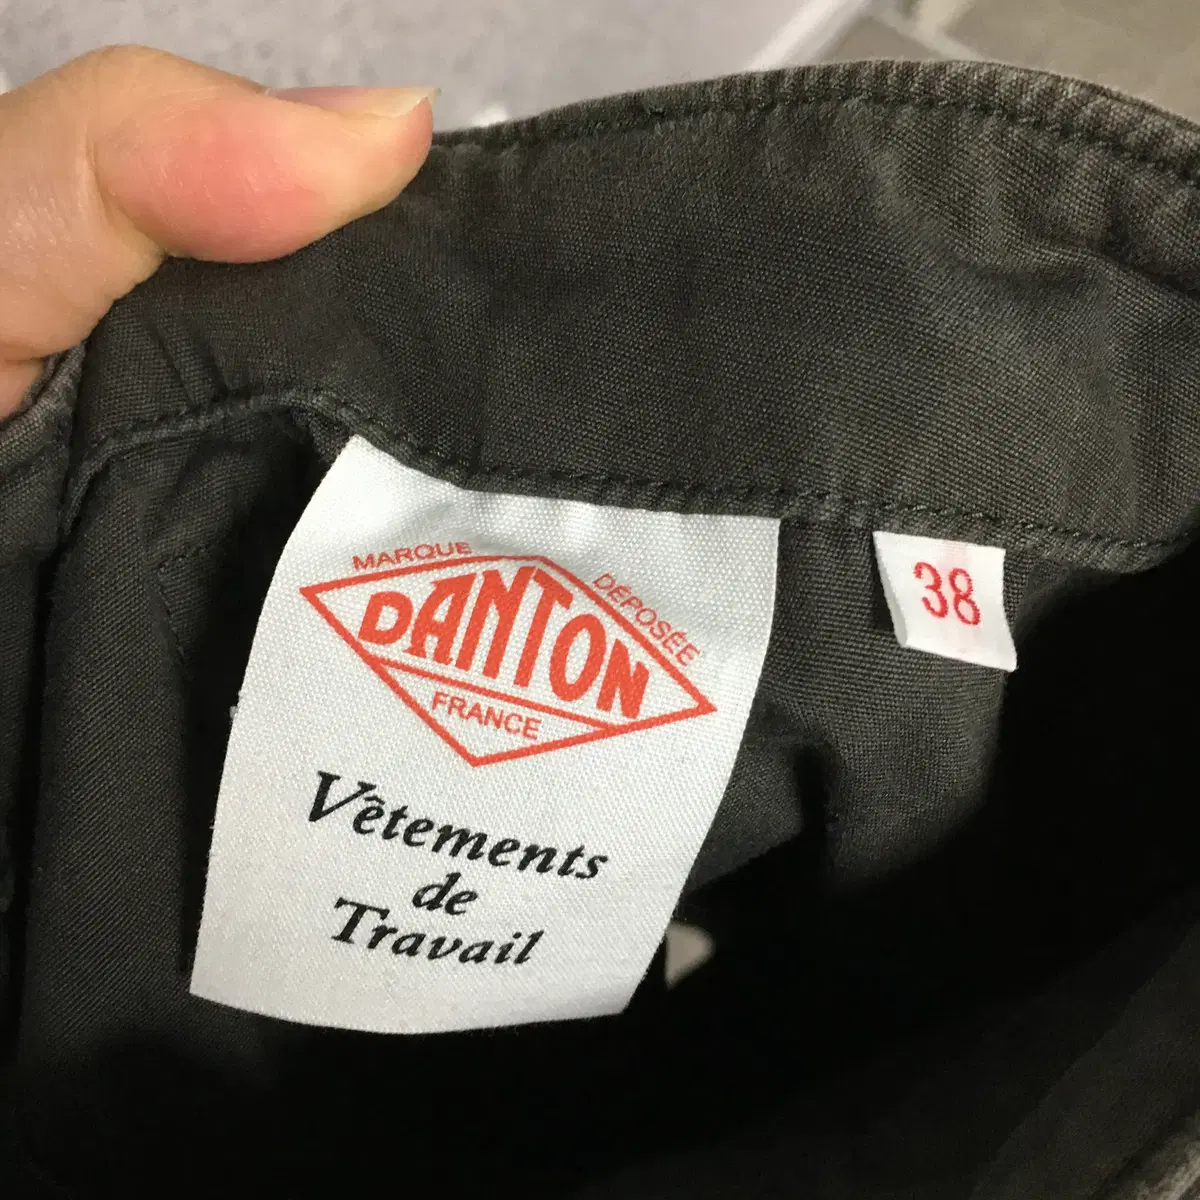 MARQUE DÉPOSÉE
DANTON
FRANCE
Vêtements
de
Travail
38